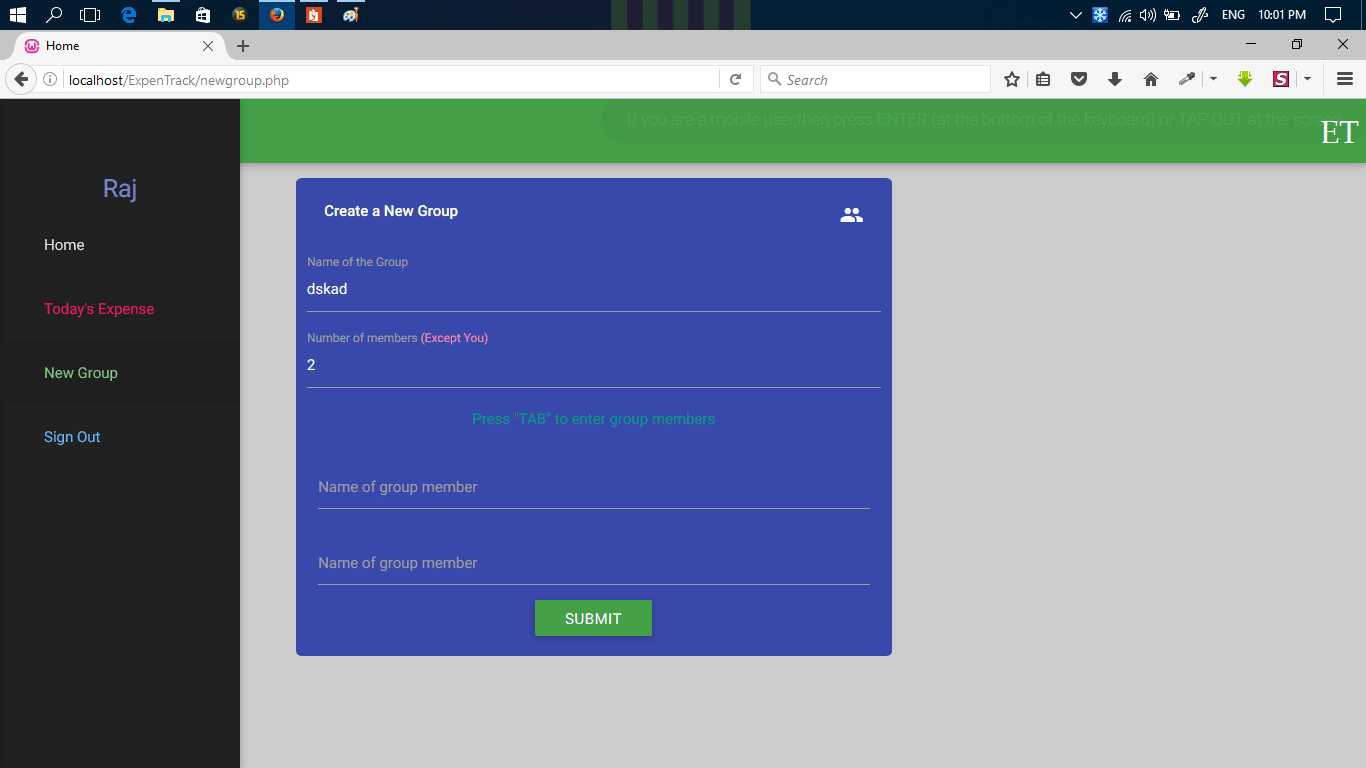 ENG 10:01 PM
Home
localhost/ExpenTrack/newgroup.php
Search
If you are a mobile user,then press ENTER (at the bottom of the keyboard) or TAP OUT at the screen
ET
Raj
Home
Today's Expense
New Group
Sign Out
Create a New Group
Name of the Group
dskad
Number of members (Except You)
2
Press "TAB" to enter group members
Name of group member
Name of group member
SUBMIT